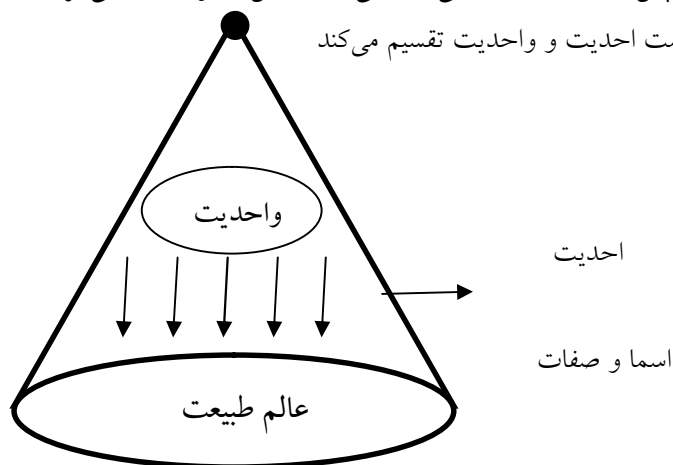 احدیت و واحدیت تقسیم می‌کند
واحدیت
احدیت
اسما و صفات
عالم طبیعت